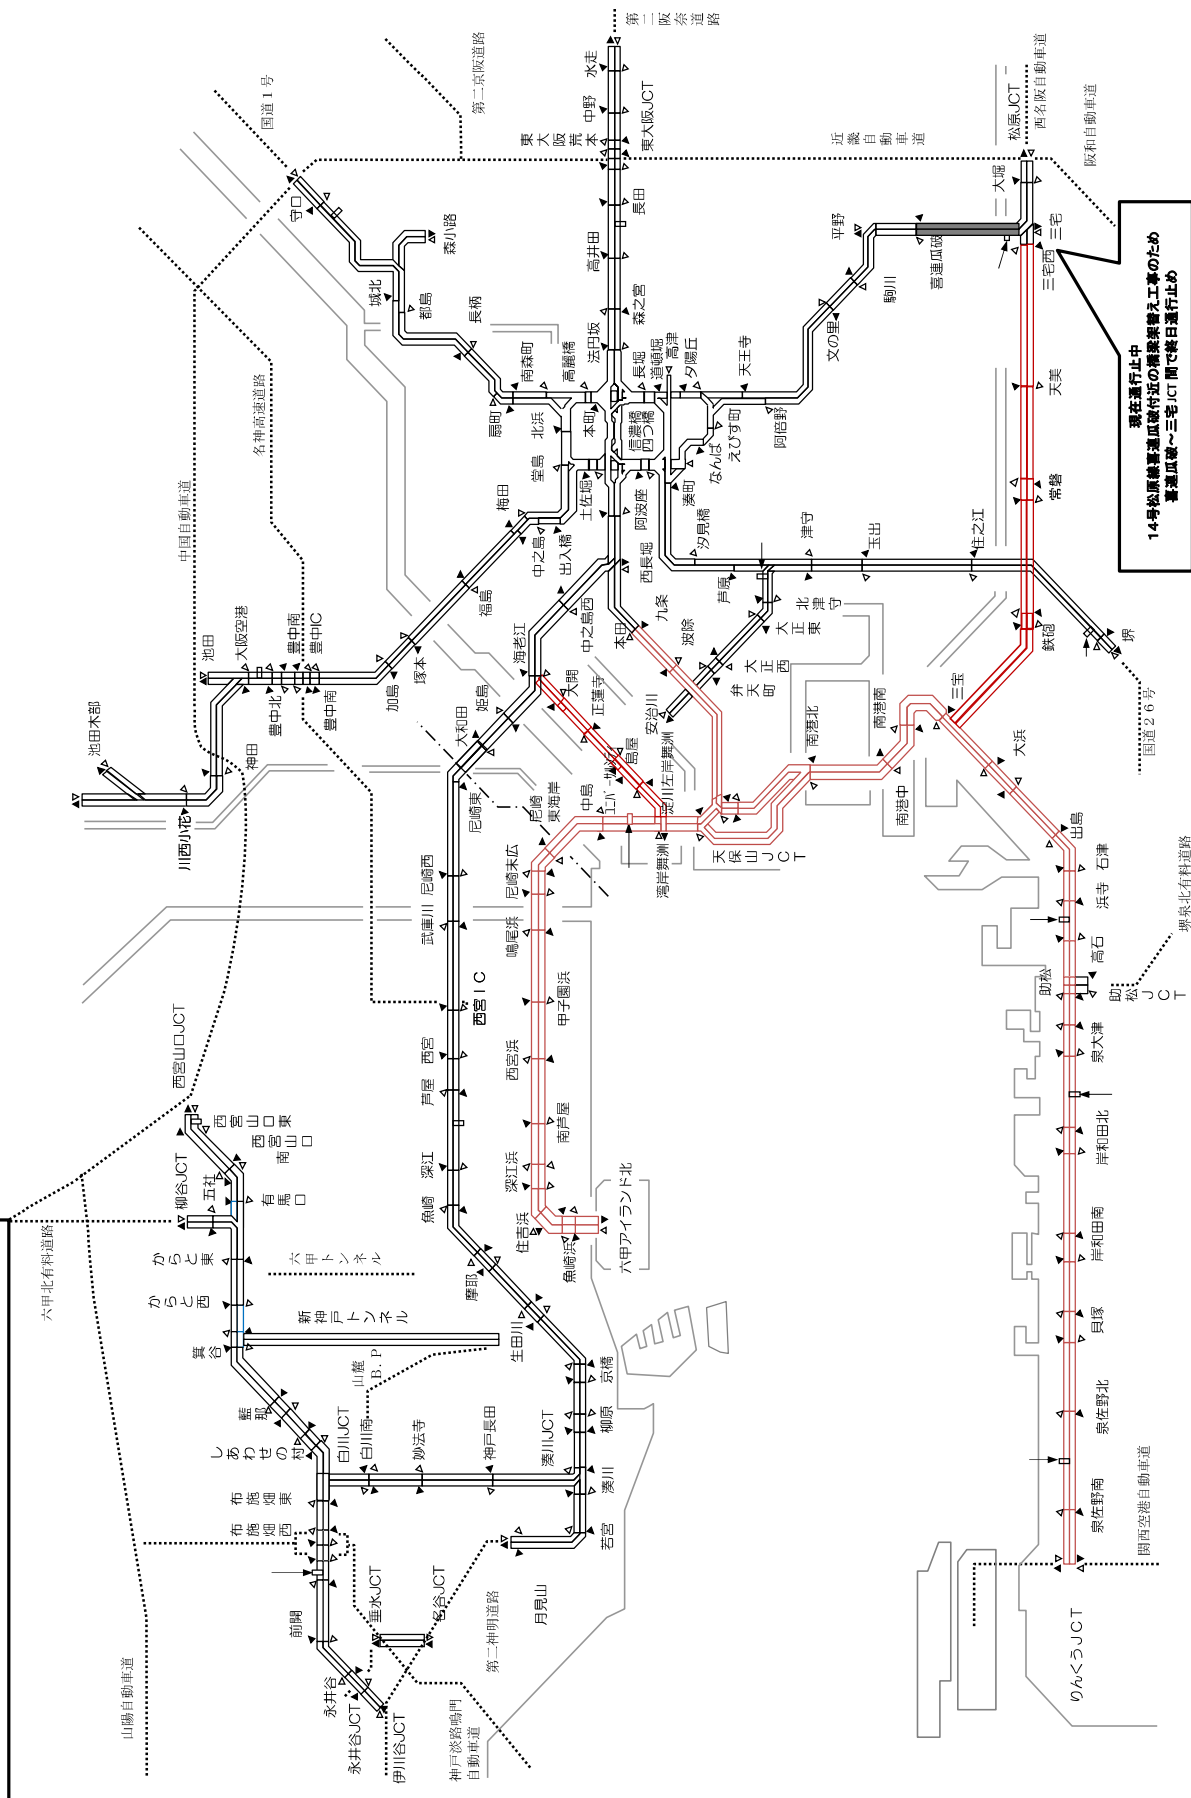 第二阪奈道路
水走
中野
東大阪荒本
東大阪JCT
長田
高井田
森之宮
法円坂
国道１号
第二京阪道路
近畿自動車道
松原JCT
西名阪自動車道
阪和自動車道
大堀
三宅
三宅西
平野
喜連瓜破
駒川
文の里
天王寺
阿倍野
天美
常磐
現在通行止中
14号松原線喜連瓜破付近の橋梁架替え工事のため
喜連瓜破～三宅JCT間で終日通行止め
守口
森小路
城北
都島
長柄
南森町
扇町
高麗橋
北浜
本町
長堀
道頓堀
高津
夕陽丘
信濃橋
四つ橋
えびす町
なんば
湊町
堂島
土佐堀
阿波座
西長堀
汐見橋
梅田
中之島
出入橋
中之島西
福島
塚本
加島
海老江
姫島
大和田
大開
正蓮寺
島屋
淀川左岸舞洲
九条
本田
波除
安治川
弁天町
大正西
大正東
北津守
芦原
津守
玉出
住之江
堺
国道２６号
鉄砲
三宝
大浜
出島
石津
浜寺
高石
助松
助松ＪＣＴ
堺泉北有料道路
泉大津
岸和田北
岸和田南
貝塚
泉佐野北
泉佐野南
関西空港自動車道
りんくうＪＣＴ
南港北
南港南
南港中
天保山ＪＣＴ
湾岸舞洲
中島
尼崎東海岸
尼崎末広
鳴尾浜
甲子園浜
西宮浜
南芦屋
深江浜
住吉浜
魚崎浜
六甲アイランド北
尼崎東
尼崎西
武庫川
西宮ＩＣ
西宮
芦屋
深江
魚崎
摩耶
生田川
京橋
柳原
湊川JCT
湊川
若宮
月見山
中国自動車道
名神高速道路
池田
大阪空港
豊中南
豊中IC
豊中北
豊中南
神田
池田木部
川西小花
西宮山口JCT
西宮山口東
西宮山口南
柳谷JCT
五社
有馬口
からと東
からと西
箕谷
藍那
しあわせの村
六甲北有料道路
六甲トンネル
新神戸トンネル
山麓Ｂ.Ｐ
白川JCT
白川南
妙法寺
神戸長田
布施畑東
布施畑西
前開
永井谷
永井谷JCT
伊川谷JCT
垂水JCT
名谷JCT
第二神明道路
神戸淡路鳴門
自動車道
山陽自動車道